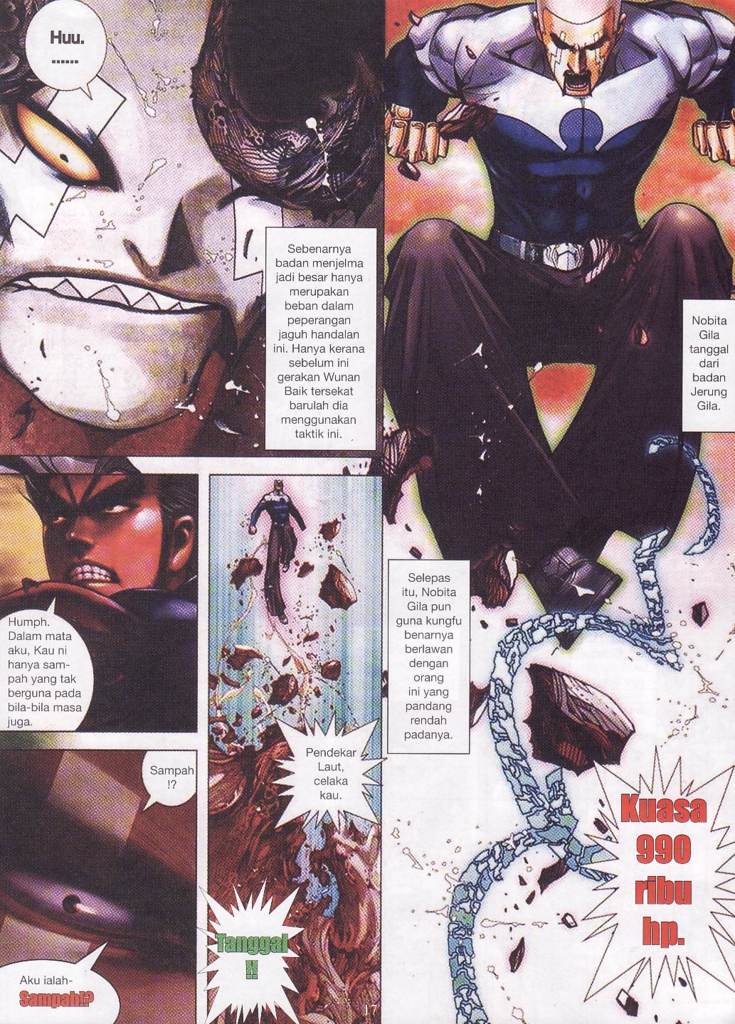 Huu.
......
Sebenarnya
badan menjelma
jadi besar hanya
merupakan
beban dalam
peperangan
jaguh handalan
ini. Hanya kerana
sebelum ini
gerakan Wunan
Baik tersekat
barulah dia
menggunakan
taktik ini.
Nobita
Gila
tanggal
dari
badan
Jerung
Gila.
Humph.
Dalam mata
aku, Kau ni
hanya sam-
pah yang tak
berguna pada
bila-bila masa
juga.
Sampah
!?
Aku ialah-
Sampah!?
Pendekar
Laut,
celaka
kau.
Tanggal
!!
Selepas
itu, Nobita
Gila pun
guna kungfu
benarnya
berlawan
dengan
orang
ini yang
pandang
rendah
padanya.
Kuasa
990
ribu
hp.
17